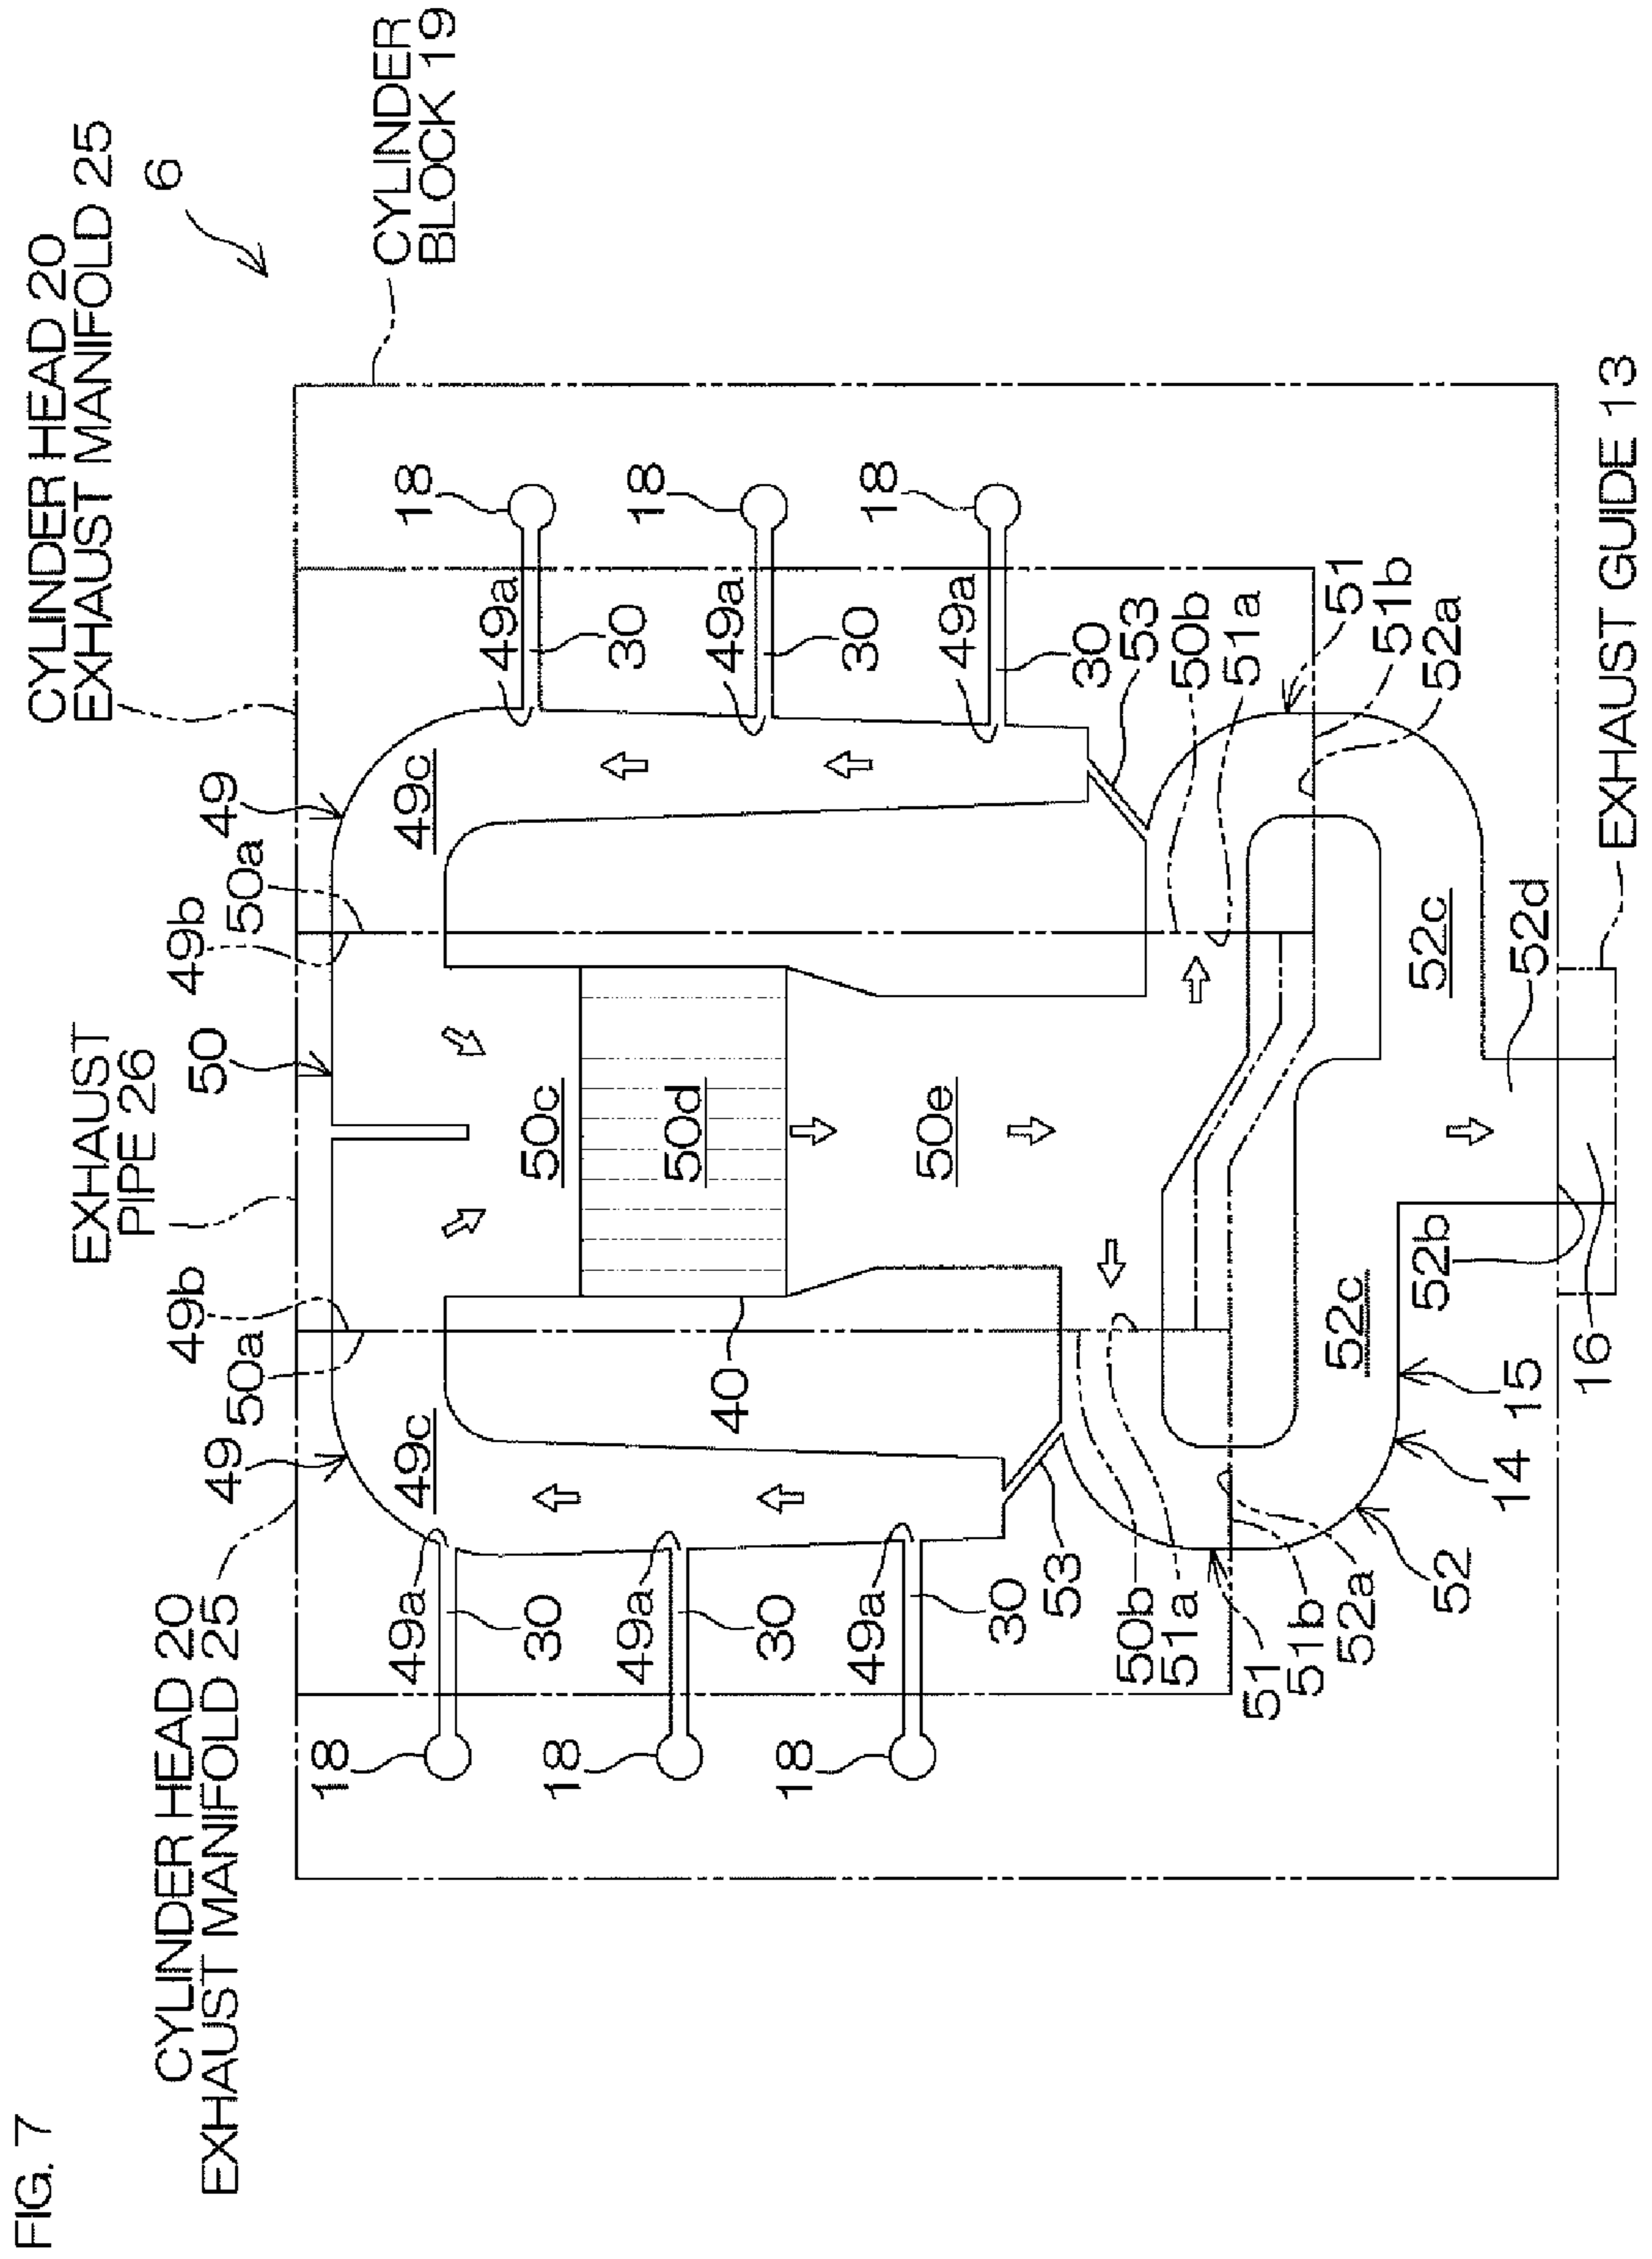 FIG. 7
CYLINDER HEAD 20
EXHAUST MANIFOLD 25
EXHAUST
PIPE 26
CYLINDER HEAD 20
EXHAUST MANIFOLD 25
6
CYLINDER
BLOCK 19
49
50a
49b
50
49b
50a
49
18
49a
30
49c
49c
49a
30
18
50c
18
49a
30
40
50d
49a
30
18
18
49a
30
50e
49a
30
18
53
53
50b
51a
50b
51a
51
51b
52a
51
51b
52a
52c
52c
52
14
15
52b
52d
16
EXHAUST GUIDE 13